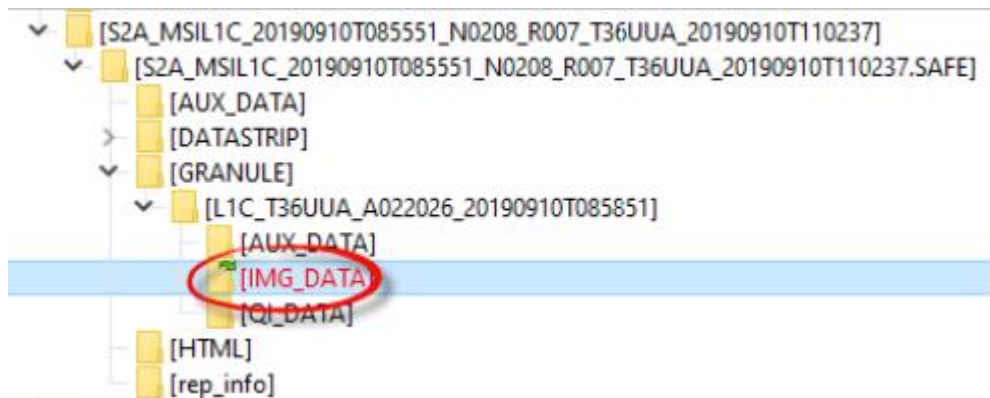 [S2A_MSIL1C_20190910T085551_N0208_R007_T36UUA_20190910T110237]
[S2A_MSIL1C_20190910T085551_N0208_R007_T36UUA_20190910T110237.SAFE]
[AUX_DATA]
[DATASTRIP]
[GRANULE]
[L1C_T36UUA_A022026_20190910T085851]
[AUX_DATA]
[IMG_DATA]
[QI_DATA]
[HTML]
[rep_info]